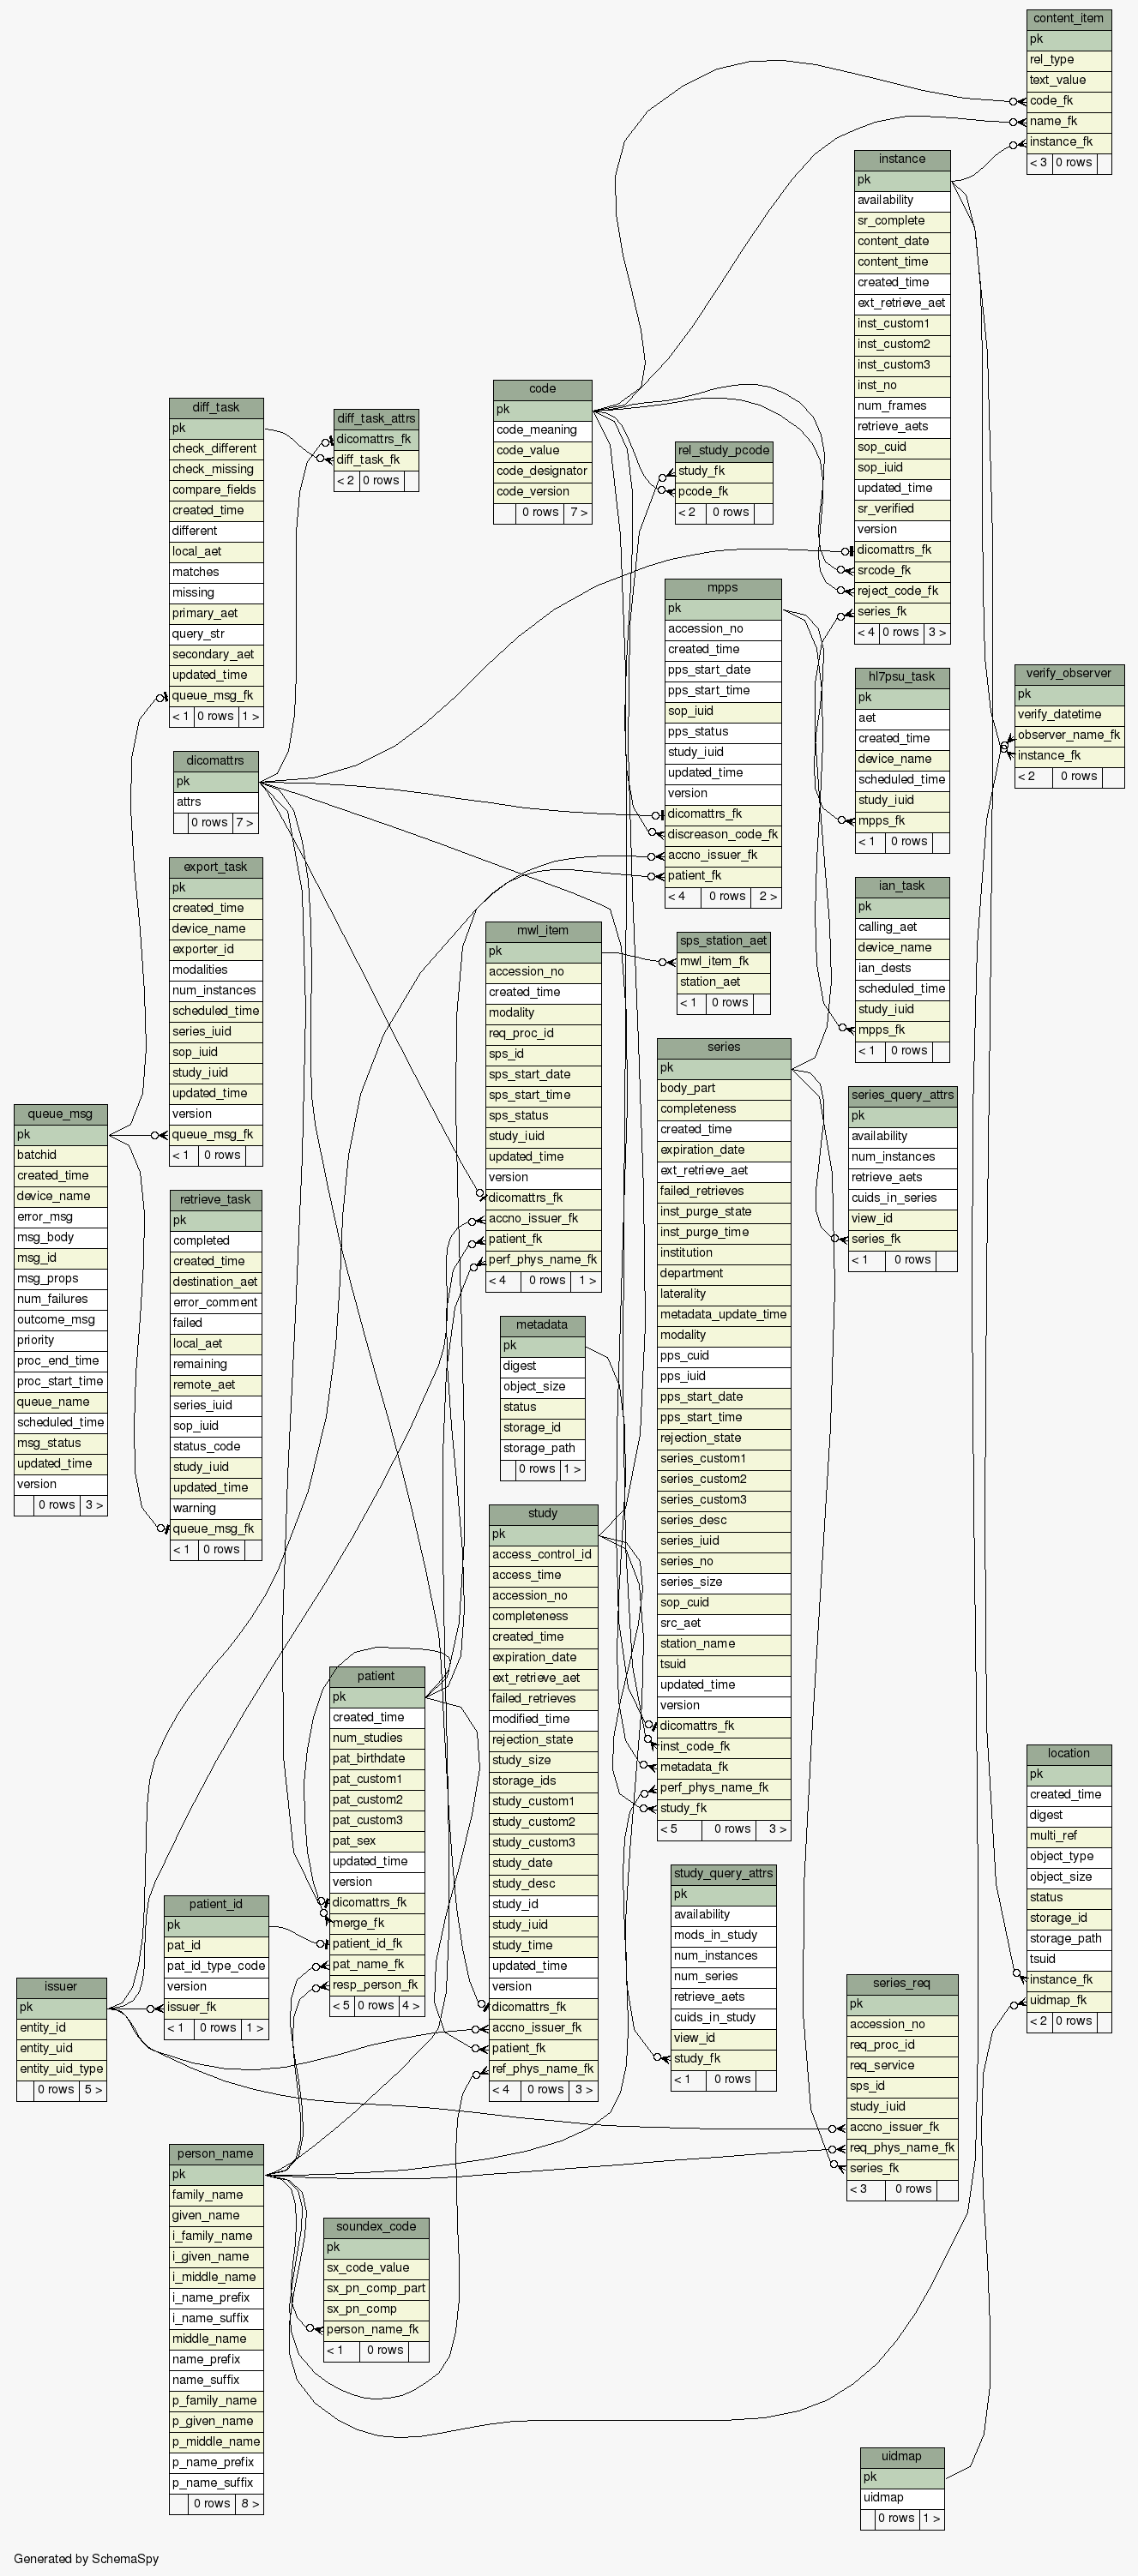 content_item
pk
rel_type
text_value
code_fk
name_fk
instance_fk
< 3 0 rows
instance
pk
availability
sr_complete
content_date
content_time
created_time
ext_retrieve_aet
inst_custom1
inst_custom2
inst_custom3
inst_no
num_frames
retrieve_aets
sop_cuid
sop_iuid
updated_time
sr_verified
version
dicomattrs_fk
srcode_fk
reject_code_fk
series_fk
< 4 0 rows 3 >
code
pk
code_meaning
code_value
code_designator
code_version
0 rows 7 >
diff_task
pk
check_different
check_missing
compare_fields
created_time
different
local_aet
matches
missing
primary_aet
query_str
secondary_aet
updated_time
queue_msg_fk
< 1 0 rows 1 >
diff_task_attrs
dicomattrs_fk
diff_task_fk
< 2 0 rows
rel_study_pcode
study_fk
pcode_fk
< 2 0 rows
mpps
pk
accession_no
created_time
pps_start_date
pps_start_time
sop_iuid
pps_status
study_iuid
updated_time
version
dicomattrs_fk
discreason_code_fk
accno_issuer_fk
patient_fk
< 4 0 rows 2 >
hl7psu_task
pk
aet
created_time
device_name
scheduled_time
study_iuid
mpps_fk
< 1 0 rows
verify_observer
pk
verify_datetime
observer_name_fk
instance_fk
< 2 0 rows
dicomattrs
pk
attrs
0 rows 7 >
export_task
pk
created_time
device_name
exporter_id
modalities
num_instances
scheduled_time
series_iuid
sop_iuid
study_iuid
updated_time
version
queue_msg_fk
< 1 0 rows
ian_task
pk
calling_aet
device_name
ian_dests
scheduled_time
study_iuid
mpps_fk
< 1 0 rows
mwl_item
pk
accession_no
created_time
modality
req_proc_id
sps_id
sps_start_date
sps_start_time
sps_status
study_iuid
updated_time
version
dicomattrs_fk
accno_issuer_fk
patient_fk
perf_phys_name_fk
< 4 0 rows 1 >
sps_station_aet
mwl_item_fk
station_aet
< 1 0 rows
series
pk
body_part
completeness
created_time
expiration_date
ext_retrieve_aet
failed_retrieves
inst_purge_state
inst_purge_time
institution
department
laterality
metadata_update_time
modality
pps_cuid
pps_iuid
pps_start_date
pps_start_time
rejection_state
series_custom1
series_custom2
series_custom3
series_desc
series_iuid
series_no
series_size
sop_cuid
src_aet
station_name
tsuid
updated_time
version
dicomattrs_fk
inst_code_fk
metadata_fk
perf_phys_name_fk
study_fk
< 5 0 rows 3 >
series_query_attrs
pk
availability
num_instances
retrieve_aets
cuids_in_series
view_id
series_fk
< 1 0 rows
queue_msg
pk
batchid
created_time
device_name
error_msg
msg_body
msg_id
msg_props
num_failures
outcome_msg
priority
proc_end_time
proc_start_time
queue_name
scheduled_time
msg_status
updated_time
version
0 rows 3 >
retrieve_task
pk
completed
created_time
destination_aet
error_comment
failed
local_aet
remaining
remote_aet
series_iuid
sop_iuid
status_code
study_iuid
updated_time
warning
queue_msg_fk
< 1 0 rows
metadata
pk
digest
object_size
status
storage_id
storage_path
0 rows 1 >
study
pk
access_control_id
access_time
accession_no
completeness
created_time
expiration_date
ext_retrieve_aet
failed_retrieves
modified_time
rejection_state
study_size
storage_ids
study_custom1
study_custom2
study_custom3
study_date
study_desc
study_id
study_iuid
study_time
updated_time
version
dicomattrs_fk
accno_issuer_fk
patient_fk
ref_phys_name_fk
< 4 0 rows 3 >
patient
pk
created_time
num_studies
pat_birthdate
pat_custom1
pat_custom2
pat_custom3
pat_sex
updated_time
version
dicomattrs_fk
merge_fk
patient_id_fk
pat_name_fk
resp_person_fk
< 5 0 rows 4 >
location
pk
created_time
digest
multi_ref
object_type
object_size
status
storage_id
storage_path
tsuid
instance_fk
uidmap_fk
< 2 0 rows
study_query_attrs
pk
availability
mods_in_study
num_instances
num_series
retrieve_aets
cuids_in_study
view_id
study_fk
< 1 0 rows
patient_id
pk
pat_id
pat_id_type_code
version
issuer_fk
< 1 0 rows 1 >
issuer
pk
entity_id
entity_uid
entity_uid_type
0 rows 5 >
series_req
pk
accession_no
req_proc_id
req_service
sps_id
study_iuid
accno_issuer_fk
req_phys_name_fk
series_fk
< 3 0 rows
person_name
pk
family_name
given_name
i_family_name
i_given_name
i_middle_name
i_name_prefix
i_name_suffix
middle_name
name_prefix
name_suffix
p_family_name
p_given_name
p_middle_name
p_name_prefix
p_name_suffix
0 rows 8 >
soundex_code
pk
sx_code_value
sx_pn_comp_part
sx_pn_comp
person_name_fk
< 1 0 rows
uidmap
pk
uidmap
0 rows 1 >
Generated by SchemaSpy